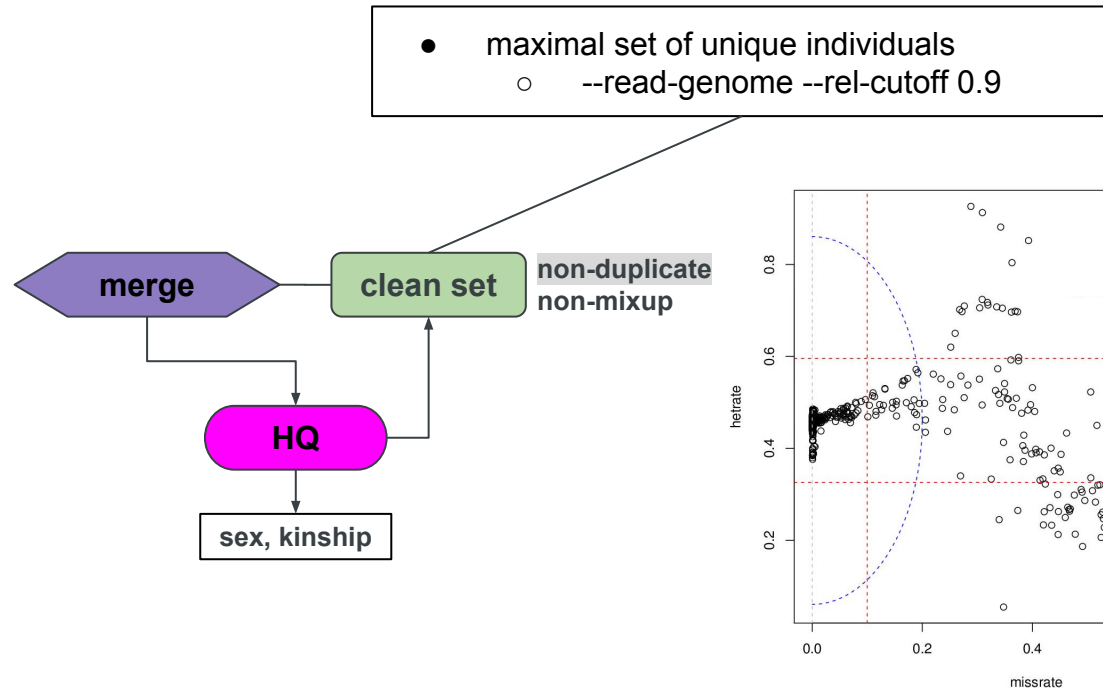 ● maximal set of unique individuals
○ --read-genome --rel-cutoff 0.9
merge
clean set
non-duplicate
non-mixup
HQ
sex, kinship
hetrate
0.8
0.6
0.4
0.2
0.0
0.2
0.4
missrate